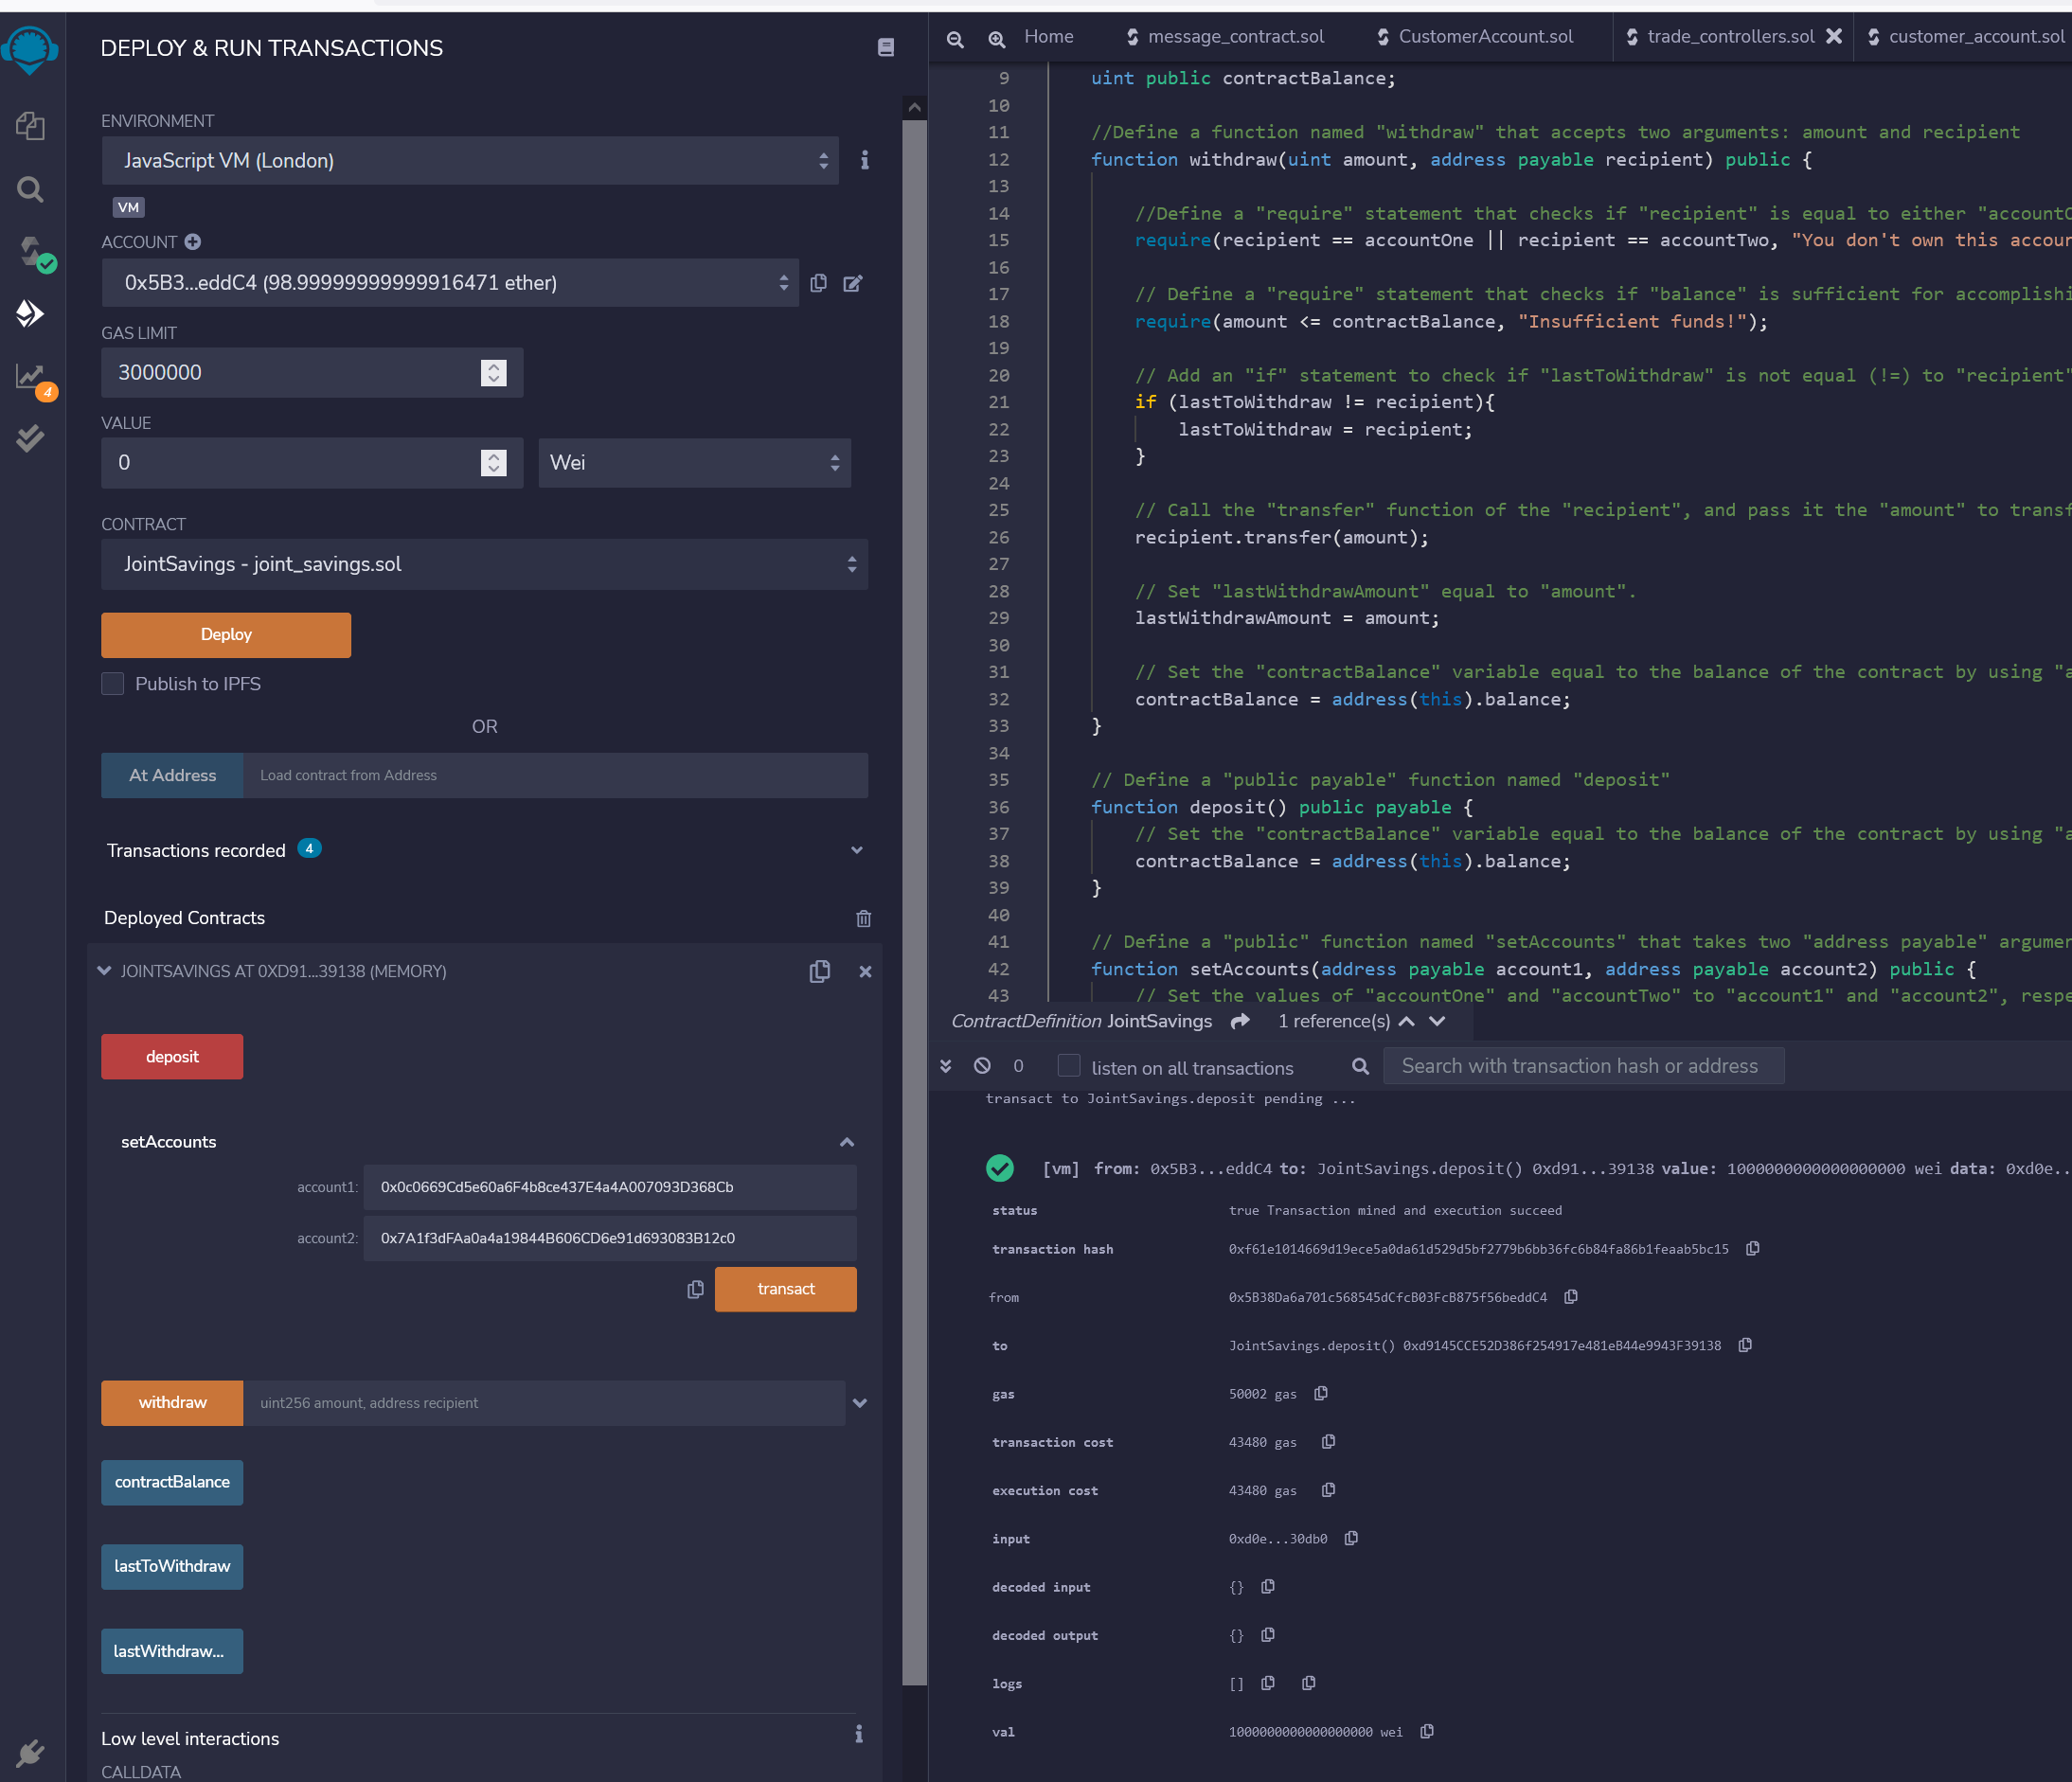 DEPLOY & RUN TRANSACTIONS
ENVIRONMENT
JavaScript VM (London)
VM
ACCOUNT
0x5B3...eddC4 (98.99999999999916471 ether)
GAS LIMIT
3000000
VALUE
0
Wei
CONTRACT
JointSavings - joint_savings.sol
Deploy
Publish to IPFS
OR
At Address
Load contract from Address
Transactions recorded 4
Deployed Contracts
JOINTSAVINGS AT 0XD91...39138 (MEMORY)
deposit
setAccounts
account1: 0x0c0669Cd5e60a6F4b8ce437E4a4A007093D368Cb
account2: 0x7A1f3dFAa0a4a19844B606CD6e91d693083B12c0
transact
withdraw
uint256 amount, address recipient
contractBalance
lastToWithdraw
lastWithdraw...
Low level interactions
CALLDATA
4
Home
message_contract.sol
CustomerAccount.sol
trade_controllers.sol
customer_account.sol
9 uint public contractBalance;
10
11 //Define a function named "withdraw" that accepts two arguments: amount and recipient
12 function withdraw(uint amount, address payable recipient) public {
13
14 //Define a "require" statement that checks if "recipient" is equal to either "accountO
15 require(recipient == accountOne || recipient == accountTwo, "You don't own this accoun
16
17 // Define a "require" statement that checks if "balance" is sufficient for accomplishi
18 require(amount <= contractBalance, "Insufficient funds!");
19
20 // Add an "if" statement to check if "lastToWithdraw" is not equal (!=) to "recipient"
21 if (lastToWithdraw != recipient){
22 lastToWithdraw = recipient;
23 }
24
25 // Call the "transfer" function of the "recipient", and pass it the "amount" to transf
26 recipient.transfer(amount);
27
28 // Set "lastWithdrawAmount" equal to "amount".
29 lastWithdrawAmount = amount;
30
31 // Set the "contractBalance" variable equal to the balance of the contract by using "a
32 contractBalance = address(this).balance;
33 }
34
35 // Define a "public payable" function named "deposit"
36 function deposit() public payable {
37 // Set the "contractBalance" variable equal to the balance of the contract by using "a
38 contractBalance = address(this).balance;
39 }
40
41 // Define a "public" function named "setAccounts" that takes two "address payable" argumen
42 function setAccounts(address payable account1, address payable account2) public {
43 // Set the values of "accountOne" and "accountTwo" to "account1" and "account2", respe
ContractDefinition JointSavings 1 reference(s)
0 listen on all transactions
Search with transaction hash or address
transact to JointSavings.deposit pending ...
[vm] from: 0x5B3...eddC4 to: JointSavings.deposit() 0xd91...39138 value: 1000000000000000000 wei data: 0xd0e...
status true Transaction mined and execution succeed
transaction hash 0xf61e1014669d19ece5a0da61d529d5bf2779b6bb36fc6b84fa86b1feaab5bc15
from 0x5B38Da6a701c568545dCfcB03FcB875f56beddC4
to JointSavings.deposit() 0xd9145CCE52D386f254917e481eB44e9943F39138
gas 50002 gas
transaction cost 43480 gas
execution cost 43480 gas
input 0xd0e...30db0
decoded input {}
decoded output {}
logs []
val 1000000000000000000 wei